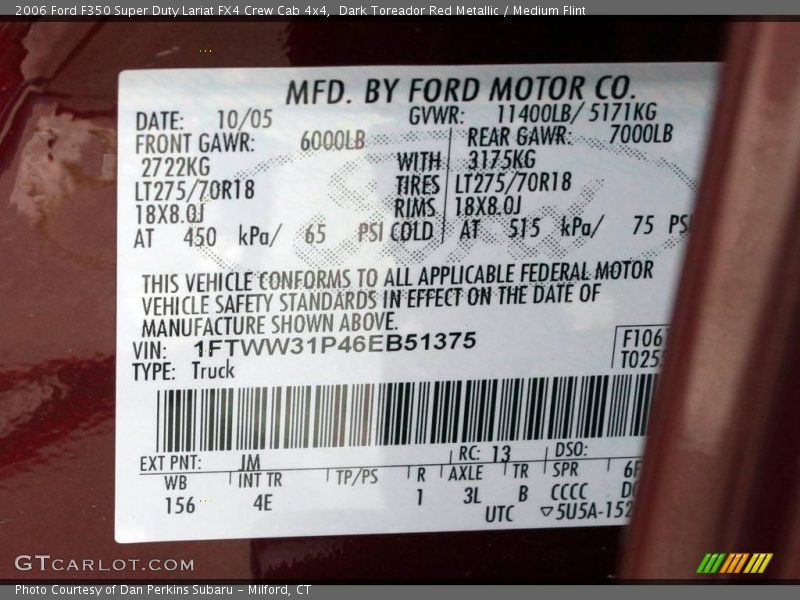 2006 Ford F350 Super Duty Lariat FX4 Crew Cab 4x4,  Dark Toreador Red Metallic / Medium Flint
MFD. BY FORD MOTOR CO.
DATE: 10/05 GVWR: 11400LB/ 5171KG
FRONT GAWR: 6000LB REAR GAWR: 7000LB
2722KG WITH 3175KG
LT275/70R18 TIRES LT275/70R18
18X8.0J RIMS 18X8.0J
AT 450 kPa/ 65 PSI COLD AT 515 kPa/ 75 PSI
THIS VEHICLE CONFORMS TO ALL APPLICABLE FEDERAL MOTOR
VEHICLE SAFETY STANDARDS IN EFFECT ON THE DATE OF
MANUFACTURE SHOWN ABOVE.
VIN: 1FTWW31P46EB51375 F106
TYPE: Truck T025
EXT PNT: JM RC: 13 DSO:
WB INT TR TP/PS R AXLE TR SPR
156 4E 1 3L B CCCC
UTC ▽5U5A-152
GTCARLOT.COM
Photo Courtesy of Dan Perkins Subaru - Milford, CT